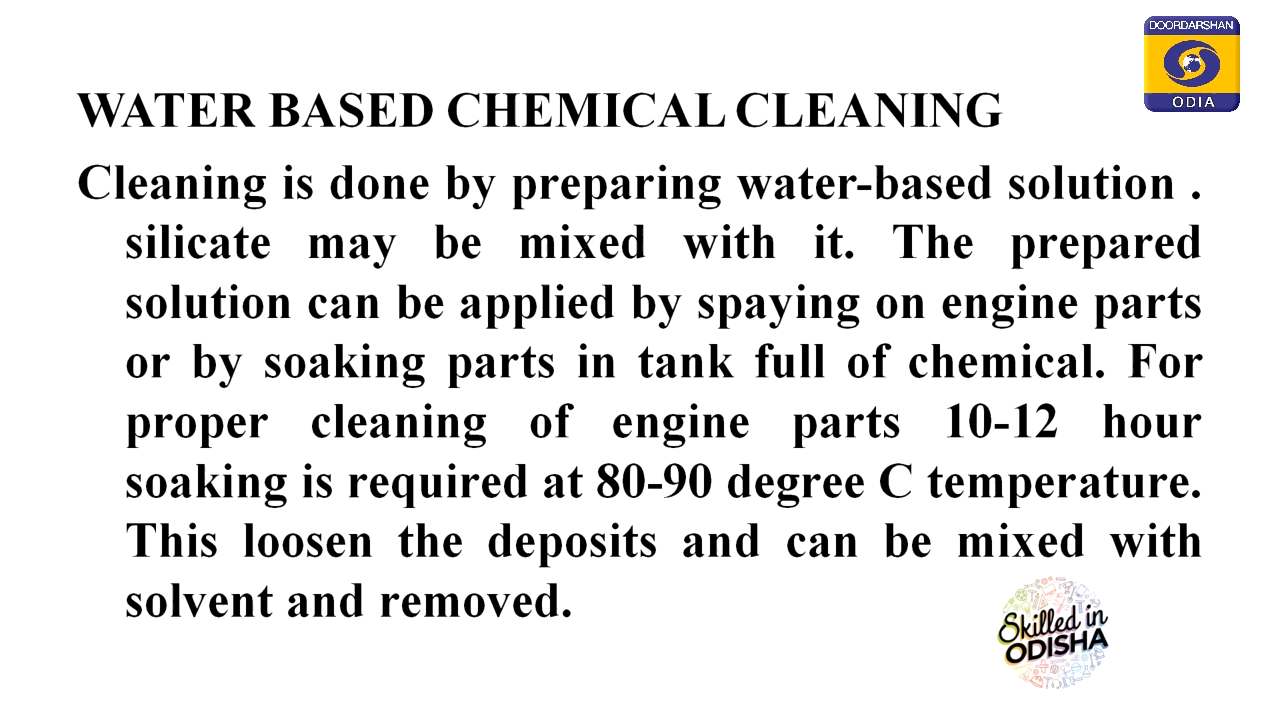 DOORDARSHAN
ODIA
WATER BASED CHEMICAL CLEANING
Cleaning is done by preparing water-based solution .
silicate may be mixed with it. The prepared
solution can be applied by spaying on engine parts
or by soaking parts in tank full of chemical. For
proper cleaning of engine parts 10-12 hour
soaking is required at 80-90 degree C temperature.
This loosen the deposits and can be mixed with
solvent and removed.
Skilled in
ODISHA